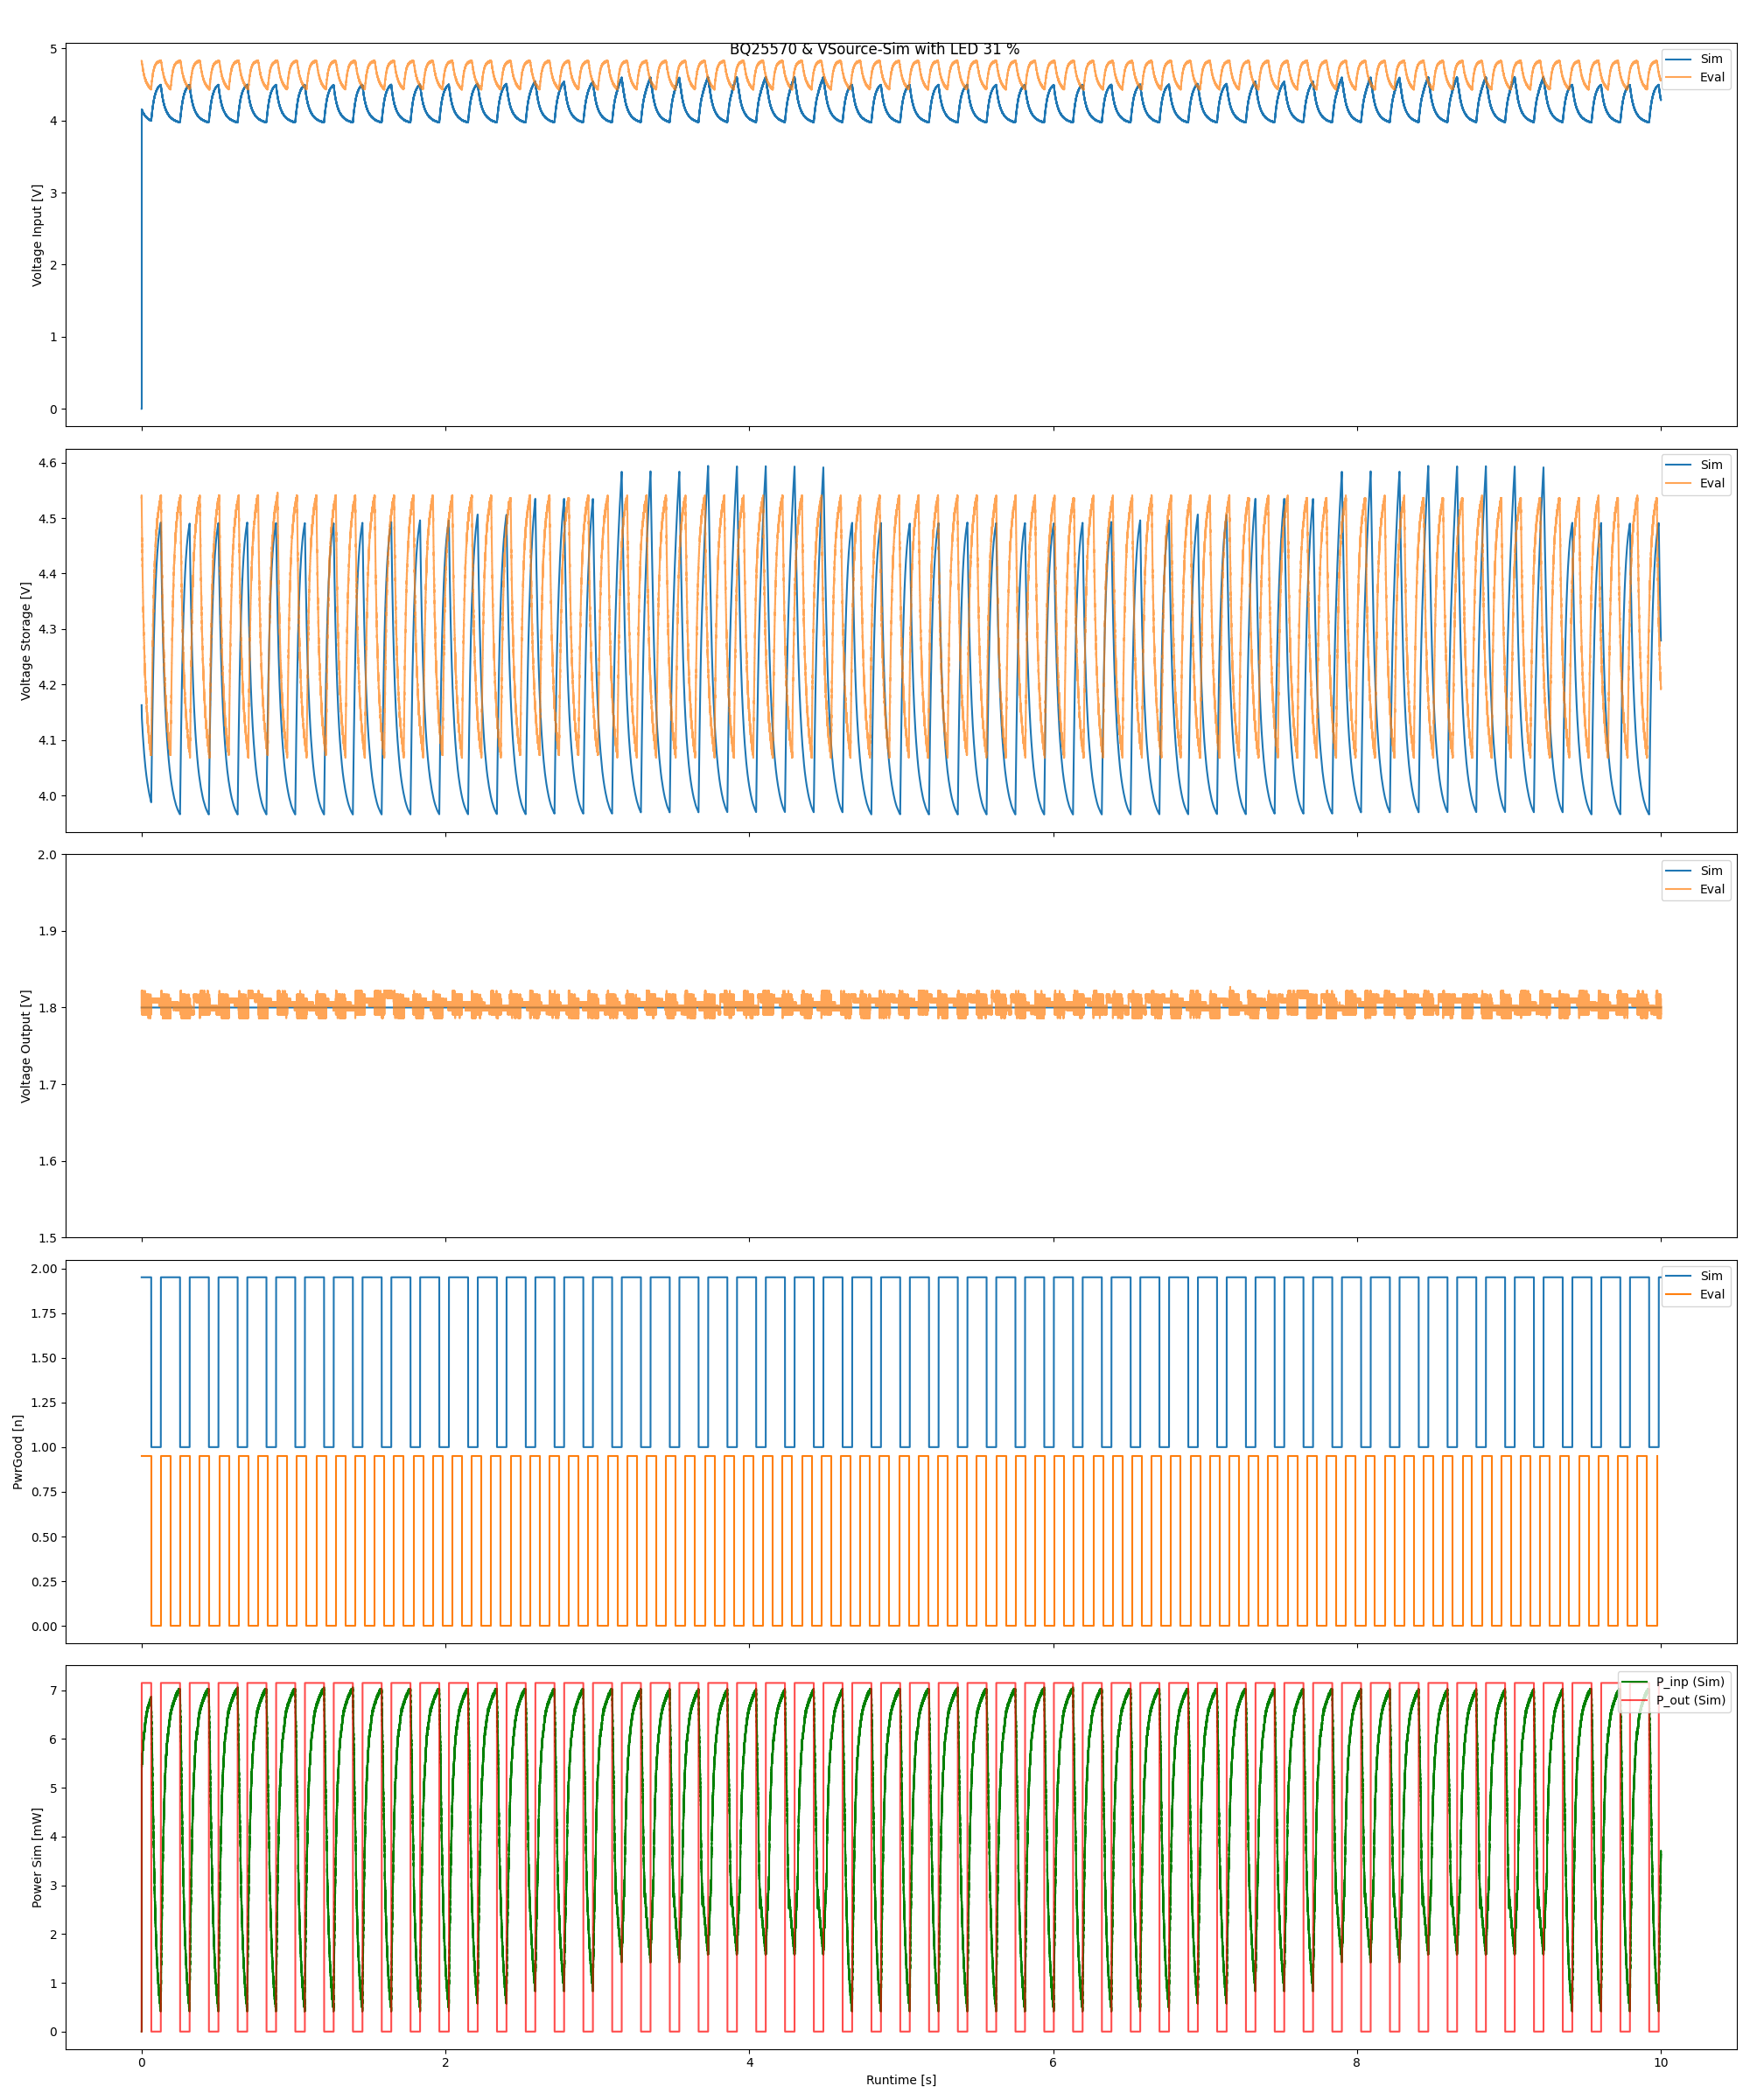 BQ25570 & VSource-Sim with LED 31 %
5
4
3
2
1
0
Voltage Input [V]
Sim
Eval
4.6
4.5
4.4
4.3
4.2
4.1
4.0
Voltage Storage [V]
Sim
Eval
2.0
1.9
1.8
1.7
1.6
1.5
Voltage Output [V]
Sim
Eval
2.00
1.75
1.50
1.25
1.00
0.75
0.50
0.25
0.00
PwrGood [n]
Sim
Eval
7
6
5
4
3
2
1
0
Power Sim [mW]
P_inp (Sim)
P_out (Sim)
0 2 4 6 8 10
Runtime [s]